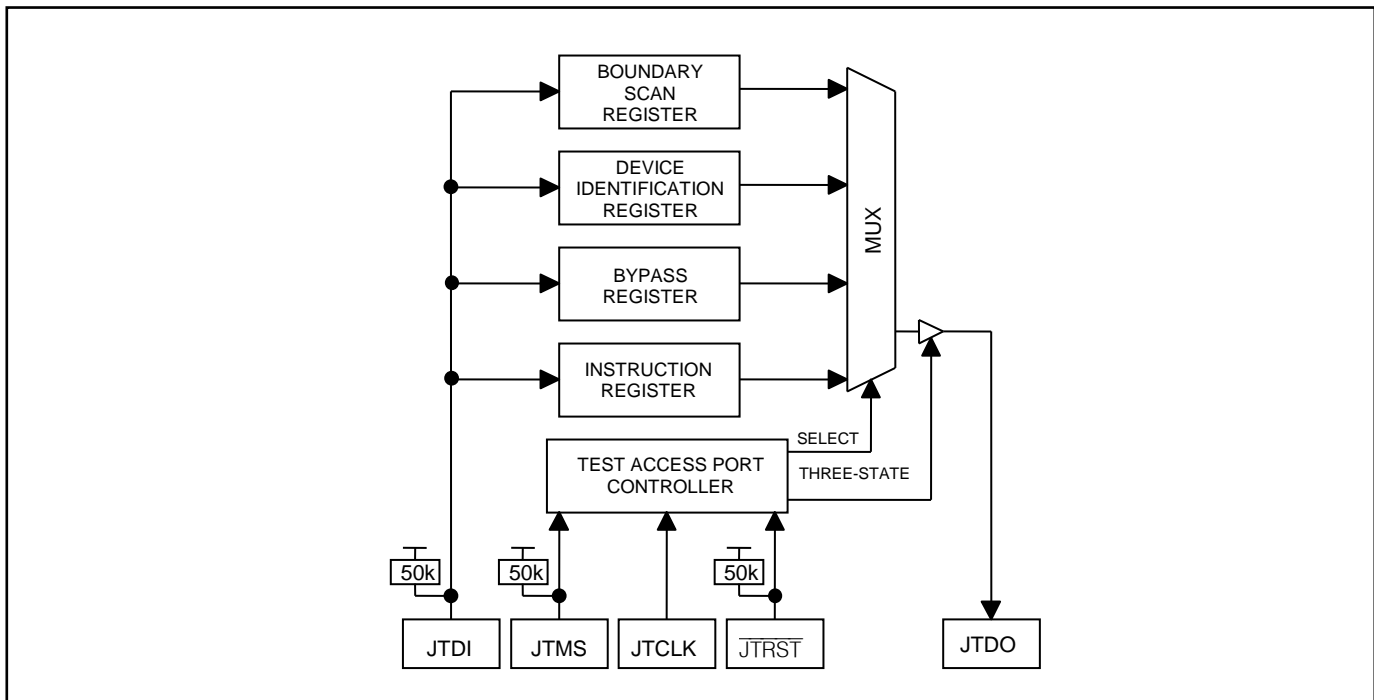 BOUNDARY
SCAN
REGISTER
DEVICE
IDENTIFICATION
REGISTER
MUX
BYPASS
REGISTER
INSTRUCTION
REGISTER
SELECT
TEST ACCESS PORT
CONTROLLER
THREE-STATE
50k
50k
50k
JTDI
JTMS
JTCLK
JTRST
JTDO